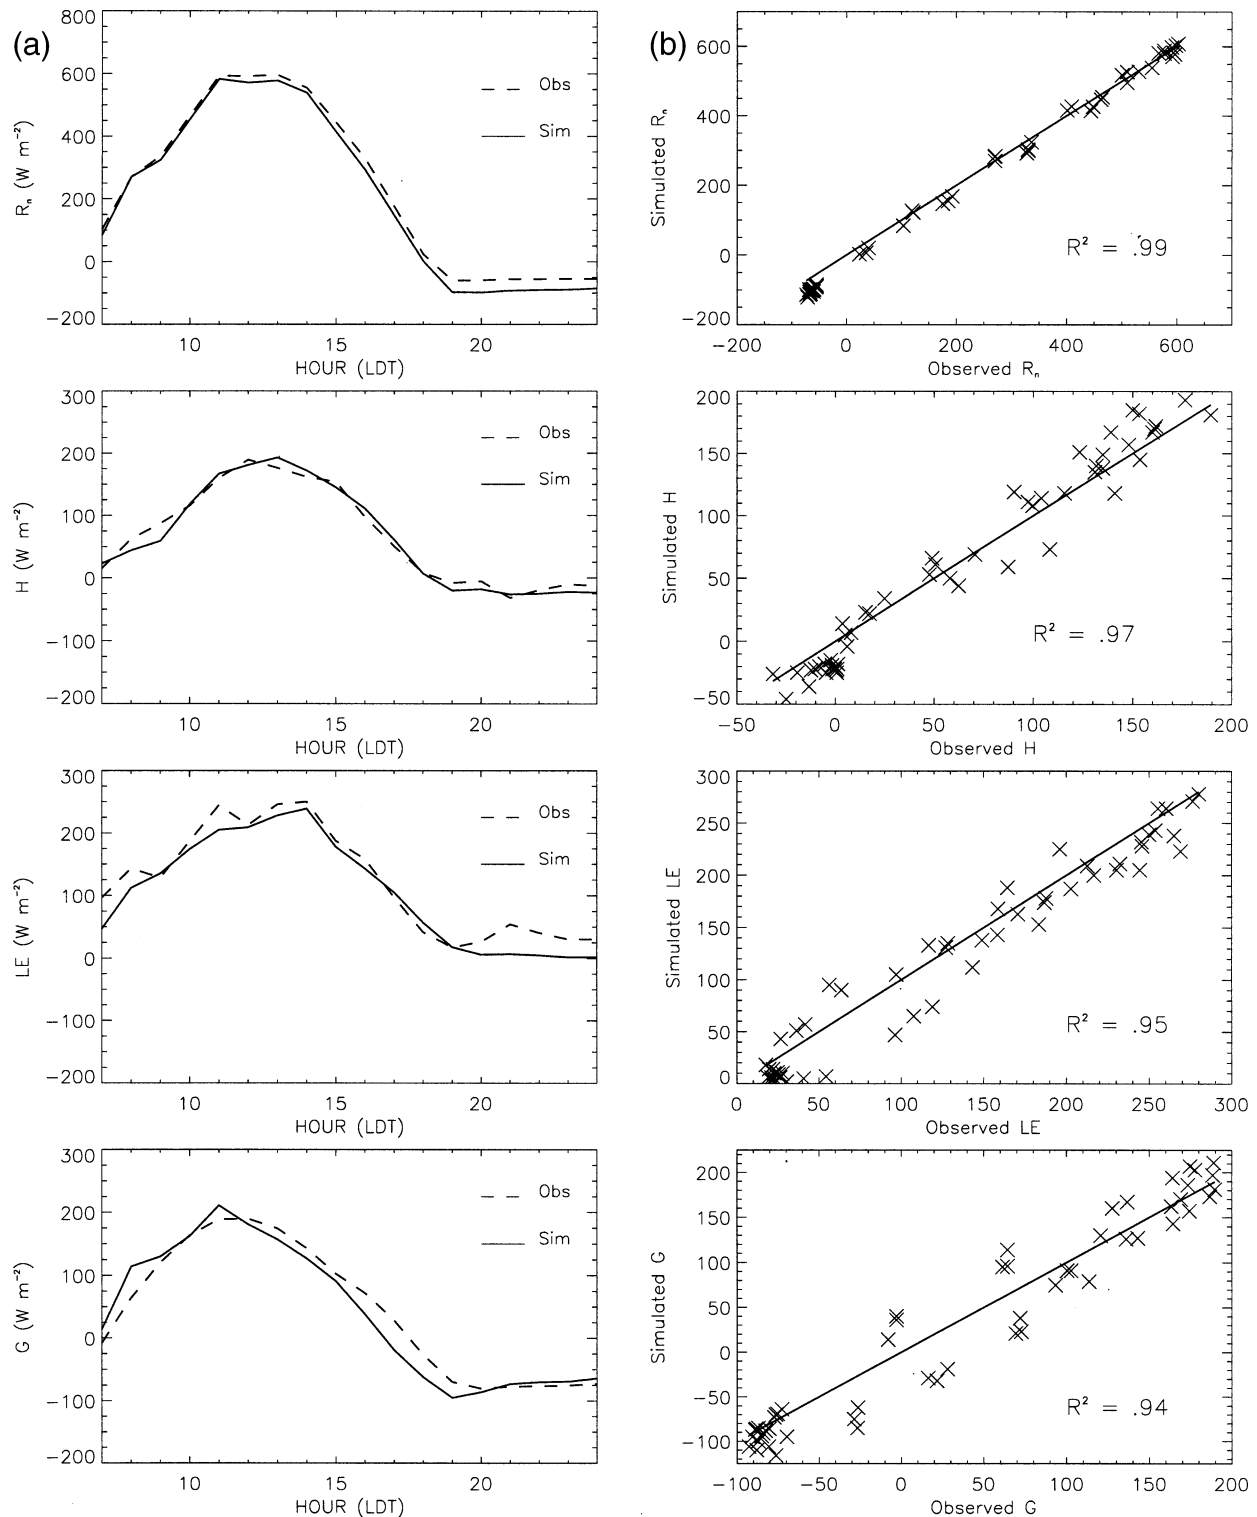 (a)
800
600
400
200
0
−200
Rₙ (W m⁻²)
Obs
Sim
10 15 20
HOUR (LDT)
(b)
600
400
200
0
−200
Simulated Rₙ
R² = .99
−200 0 200 400 600
Observed Rₙ
300
200
100
0
−100
−200
H (W m⁻²)
Obs
Sim
10 15 20
HOUR (LDT)
200
150
100
50
0
−50
Simulated H
R² = .97
−50 0 50 100 150 200
Observed H
300
200
100
0
−100
−200
LE (W m⁻²)
Obs
Sim
10 15 20
HOUR (LDT)
300
250
200
150
100
50
0
Simulated LE
R² = .95
0 50 100 150 200 250 300
Observed LE
300
200
100
0
−100
−200
G (W m⁻²)
Obs
Sim
10 15 20
HOUR (LDT)
200
150
100
50
0
−50
−100
Simulated G
R² = .94
−100 −50 0 50 100 150 200
Observed G